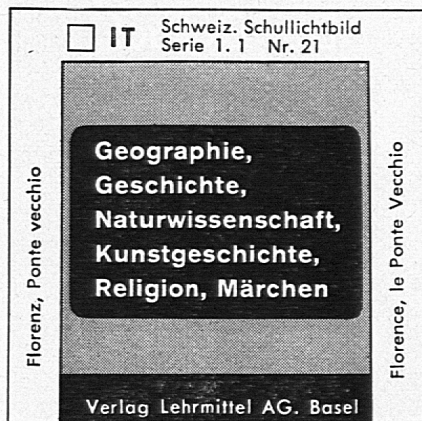 IT
Schweiz. Schullichtbild
Serie 1. 1 Nr. 21
Florenz, Ponte vecchio
Geographie,
Geschichte,
Naturwissenschaft,
Kunstgeschichte,
Religion, Märchen
Florence, le Ponte Vecchio
Verlag Lehrmittel AG. Basel